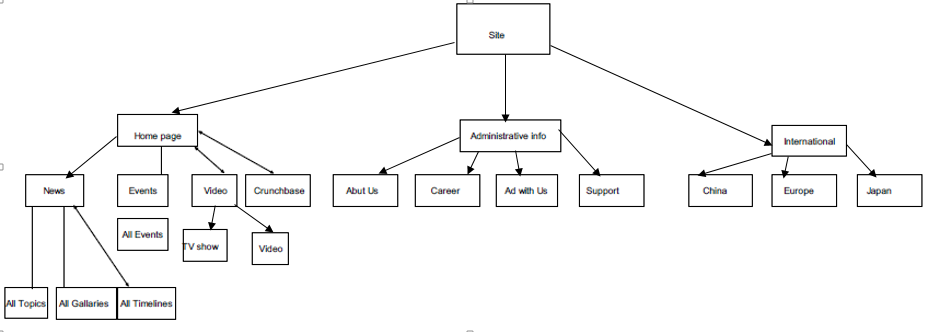 Site
Home page
Administrative info
International
News
Events
Video
Crunchbase
Abut Us
Career
Ad with Us
Support
China
Europe
Japan
All Events
TV show
Video
All Topics
All Gallaries
All Timelines